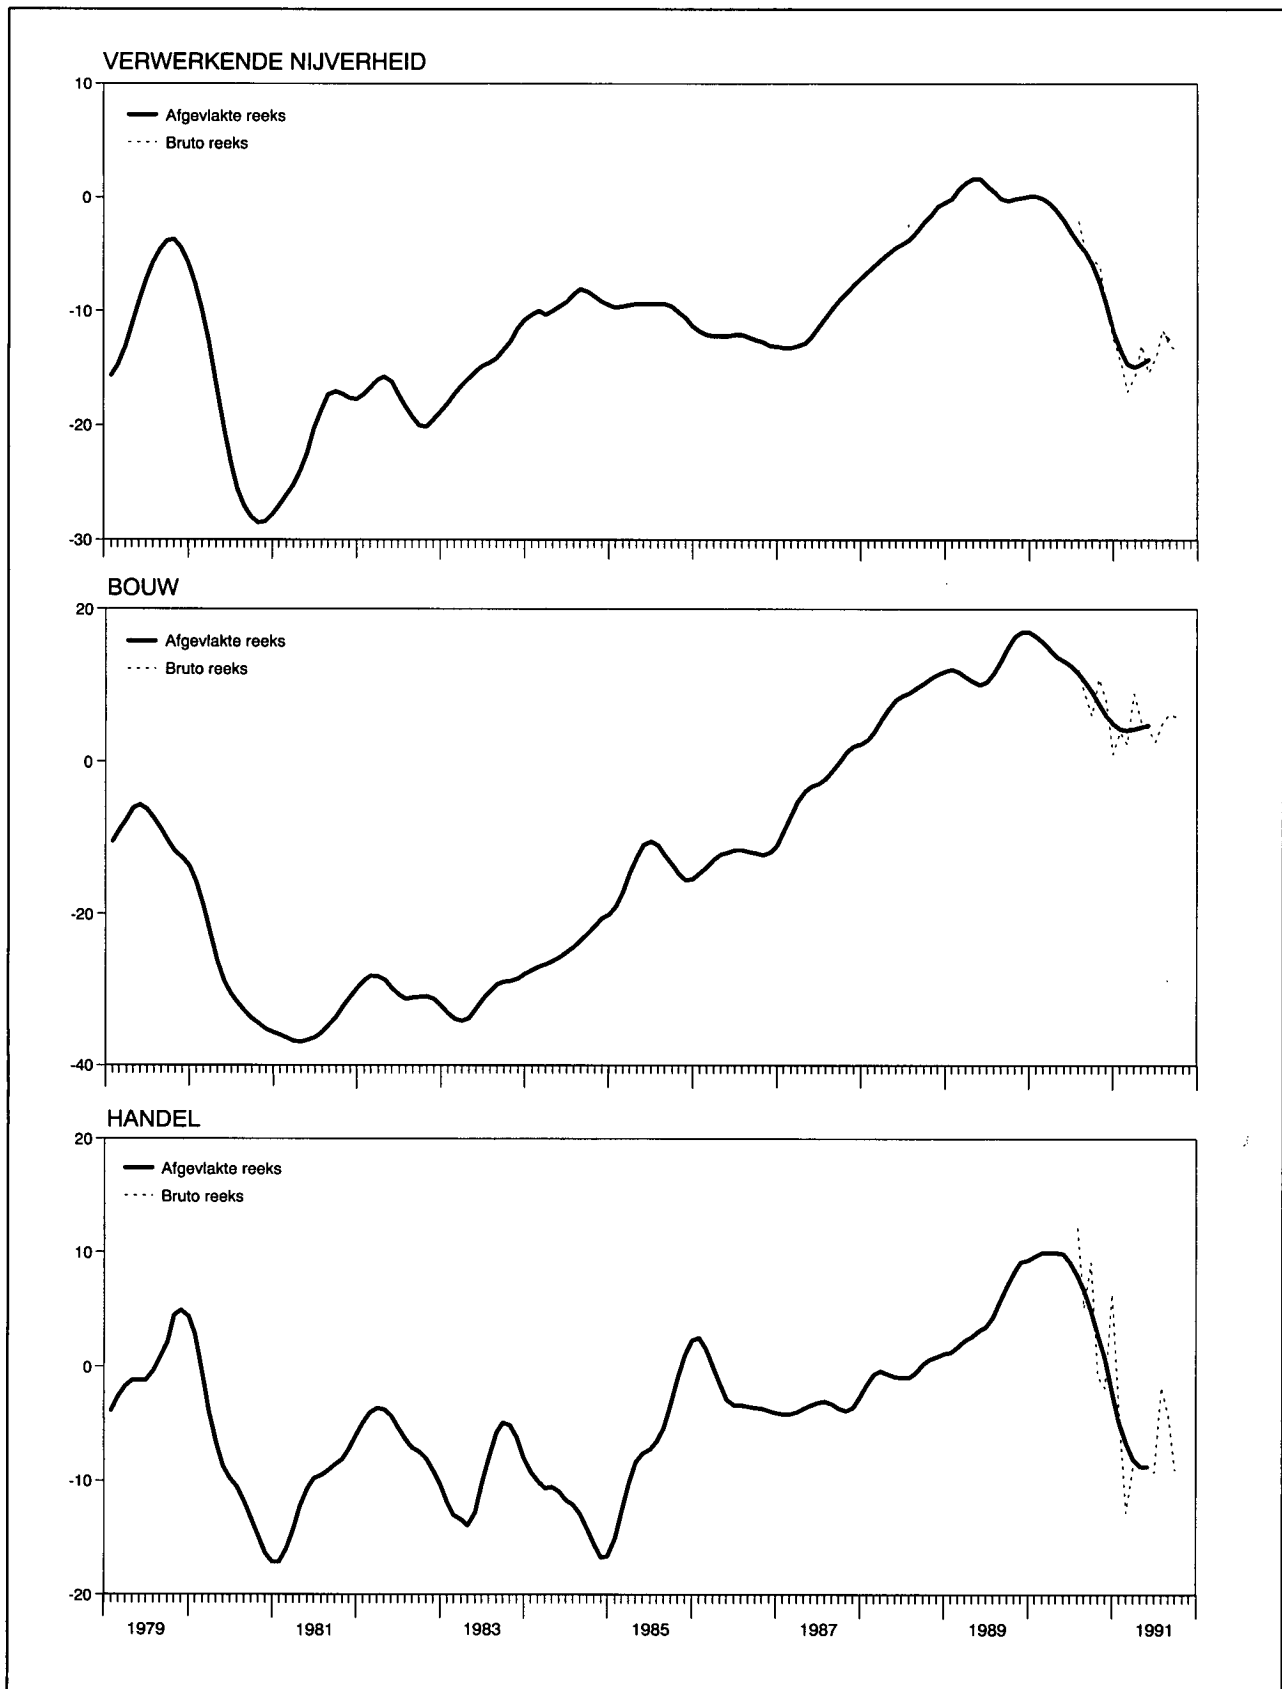 VERWERKENDE NIJVERHEID
10
Afgevlakte reeks
Bruto reeks
0
-10
-20
-30
BOUW
20
Afgevlakte reeks
Bruto reeks
0
-20
-40
HANDEL
20
Afgevlakte reeks
Bruto reeks
10
0
-10
-20
1979 1981 1983 1985 1987 1989 1991